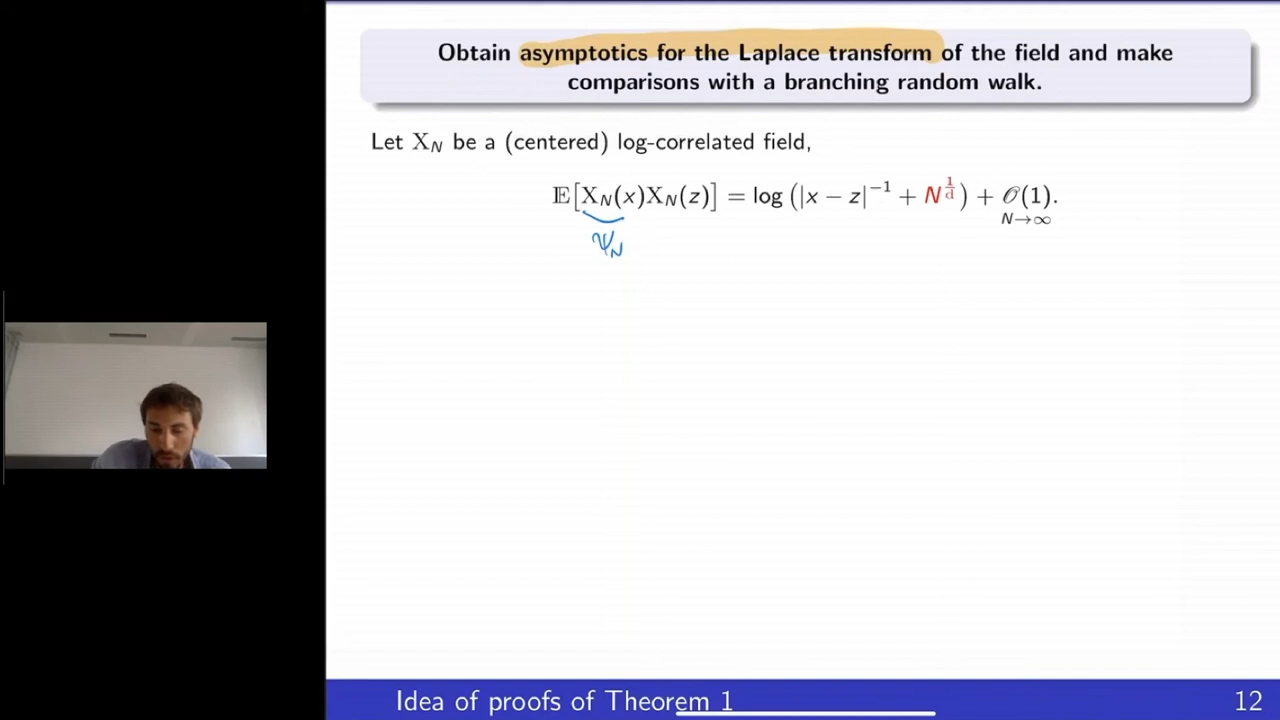 Obtain asymptotics for the Laplace transform of the field and make
comparisons with a branching random walk.
Let X_N be a (centered) log-correlated field,
𝔼[X_N(x)X_N(z)] = log (|x − z|^{−1} + N^{1/d}) + 𝒪(1).
N→∞
Ψ_N
Idea of proofs of Theorem 1
12